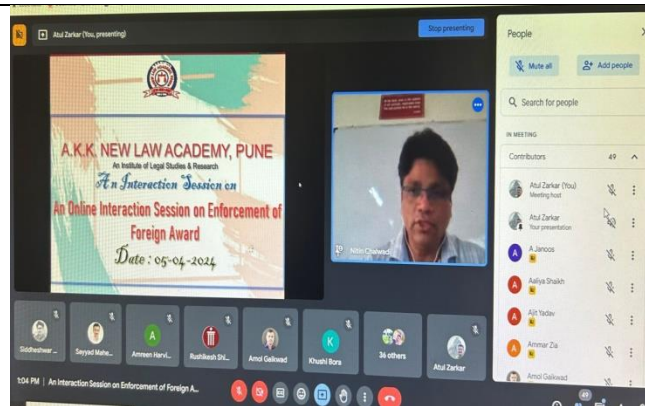 Atul Zarkar (You, presenting)
Stop presenting
A.K.K. NEW LAW ACADEMY, PUNE
An Institute of Legal Studies & Research
An Interaction Session on
An Online Interaction Session on Enforcement of
Foreign Award
Date : 05-04-2024
Nitin Chalwadi
Siddheshwar ...
Sayyad Mahe...
Amreen Harvi...
Rushikesh Shi...
Amol Gaikwad
Khushi Bora
36 others
Atul Zarkar
A
K
1:04 PM | An Interaction Session on Enforcement of Foreign A...
People
Mute all
Add people
Search for people
IN MEETING
Contributors
49
Atul Zarkar (You)
Meeting host
Atul Zarkar
Your presentation
A
A Janoos
A
Aaliya Shaikh
A
Ajit Yadav
A
Ammar Zia
Amol Gaikwad
49